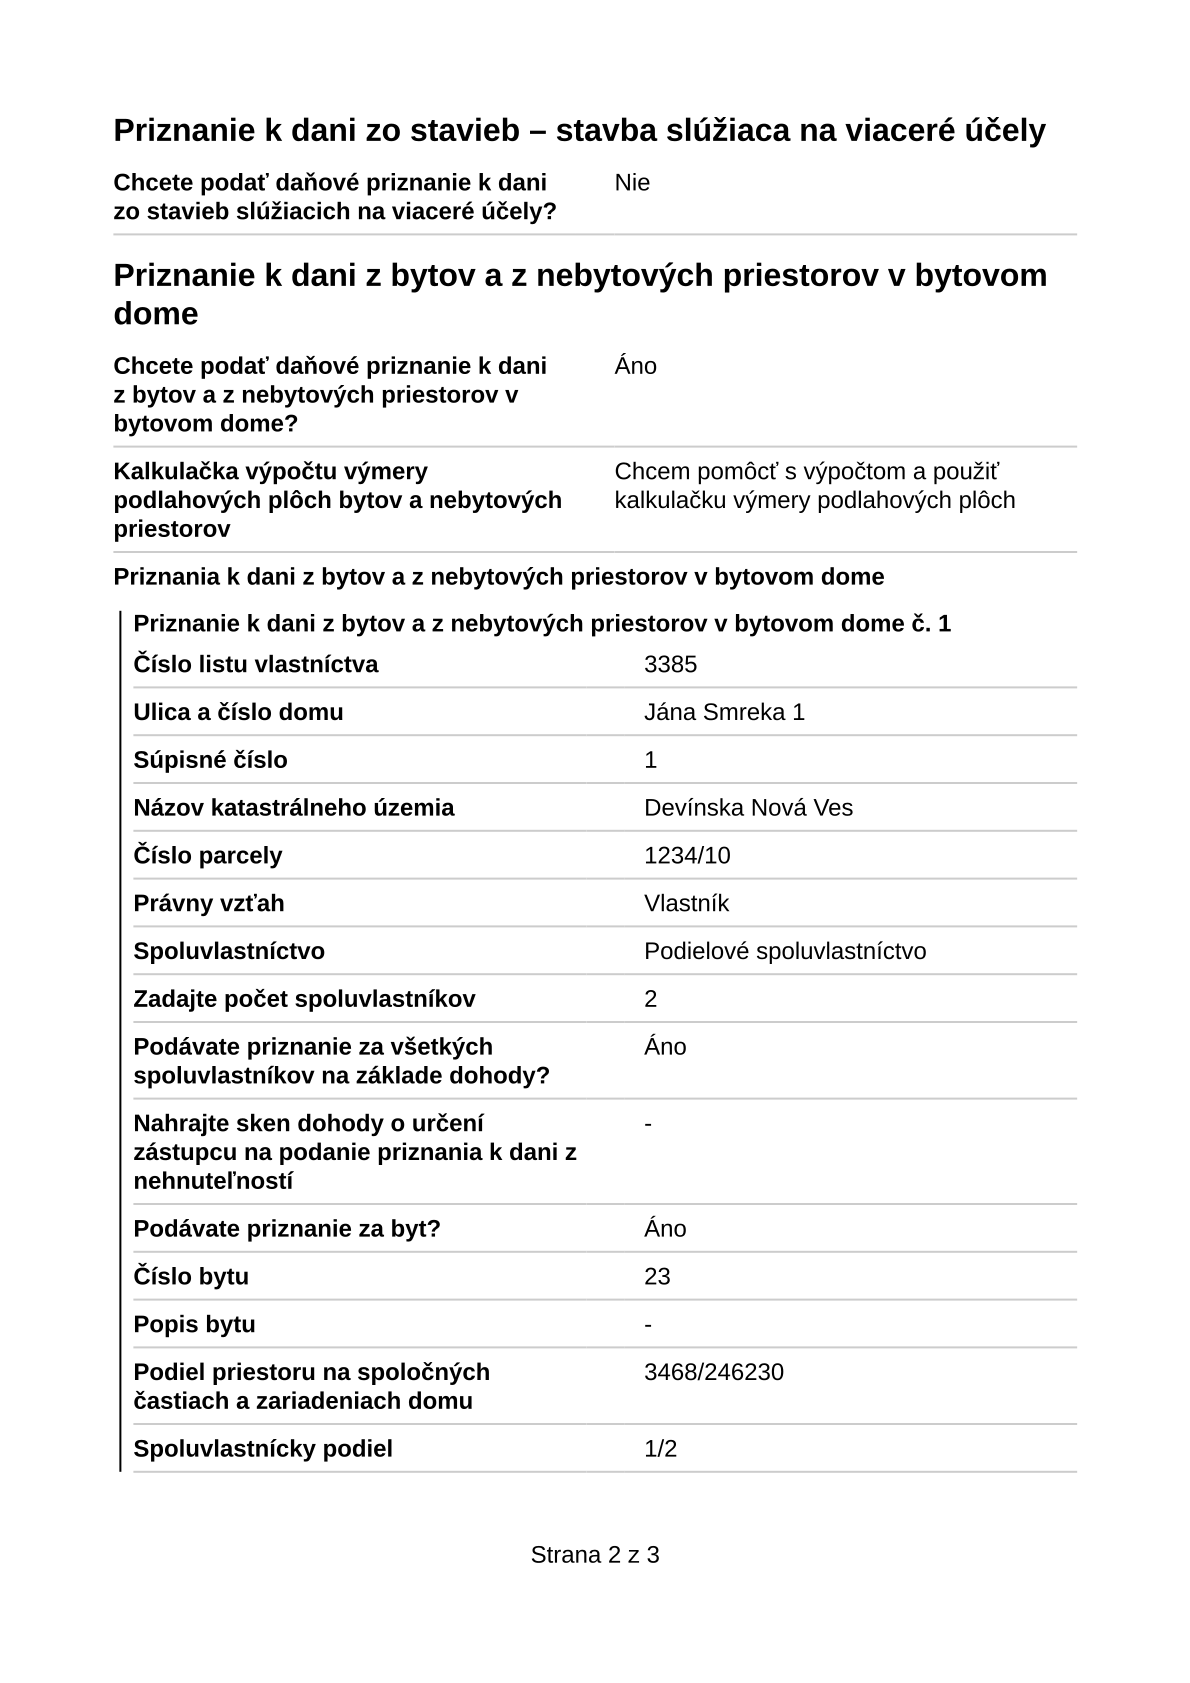 Priznanie k dani zo stavieb – stavba slúžiaca na viaceré účely
Chcete podať daňové priznanie k dani Nie
zo stavieb slúžiacich na viaceré účely?
Priznanie k dani z bytov a z nebytových priestorov v bytovom
dome
Chcete podať daňové priznanie k dani Áno
z bytov a z nebytových priestorov v
bytovom dome?
Kalkulačka výpočtu výmery Chcem pomôcť s výpočtom a použiť
podlahových plôch bytov a nebytových kalkulačku výmery podlahových plôch
priestorov
Priznania k dani z bytov a z nebytových priestorov v bytovom dome
Priznanie k dani z bytov a z nebytových priestorov v bytovom dome č. 1
Číslo listu vlastníctva 3385
Ulica a číslo domu Jána Smreka 1
Súpisné číslo 1
Názov katastrálneho územia Devínska Nová Ves
Číslo parcely 1234/10
Právny vzťah Vlastník
Spoluvlastníctvo Podielové spoluvlastníctvo
Zadajte počet spoluvlastníkov 2
Podávate priznanie za všetkých Áno
spoluvlastníkov na základe dohody?
Nahrajte sken dohody o určení -
zástupcu na podanie priznania k dani z
nehnuteľností
Podávate priznanie za byt? Áno
Číslo bytu 23
Popis bytu -
Podiel priestoru na spoločných 3468/246230
častiach a zariadeniach domu
Spoluvlastnícky podiel 1/2
Strana 2 z 3